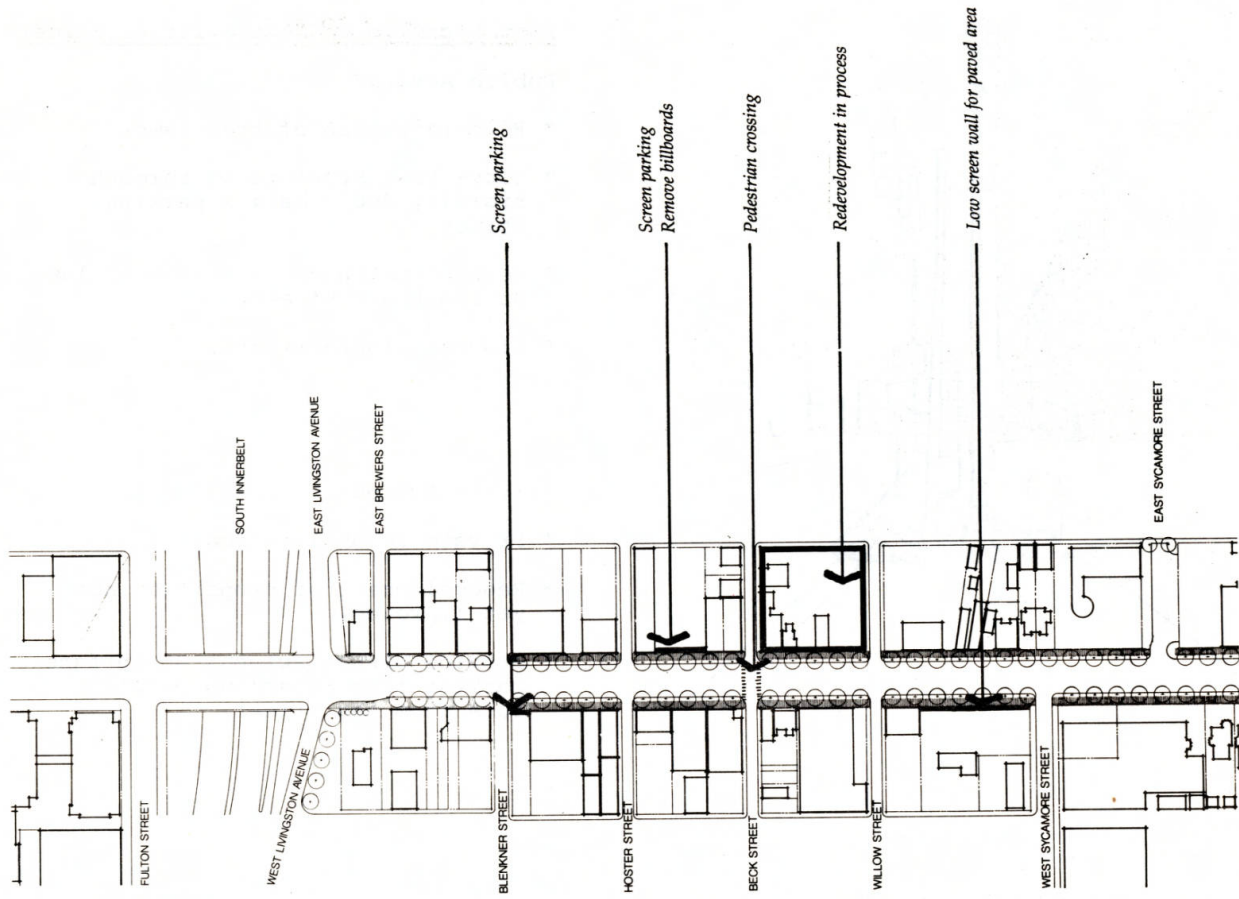 Screen parking
Screen parking
Remove billboards
Pedestrian crossing
Redevelopment in process
Low screen wall for paved area
SOUTH INNERBELT
EAST LIVINGSTON AVENUE
EAST BREWERS STREET
EAST SYCAMORE STREET
FULTON STREET
WEST LIVINGSTON AVENUE
BLENKNER STREET
HOSTER STREET
BECK STREET
WILLOW STREET
WEST SYCAMORE STREET